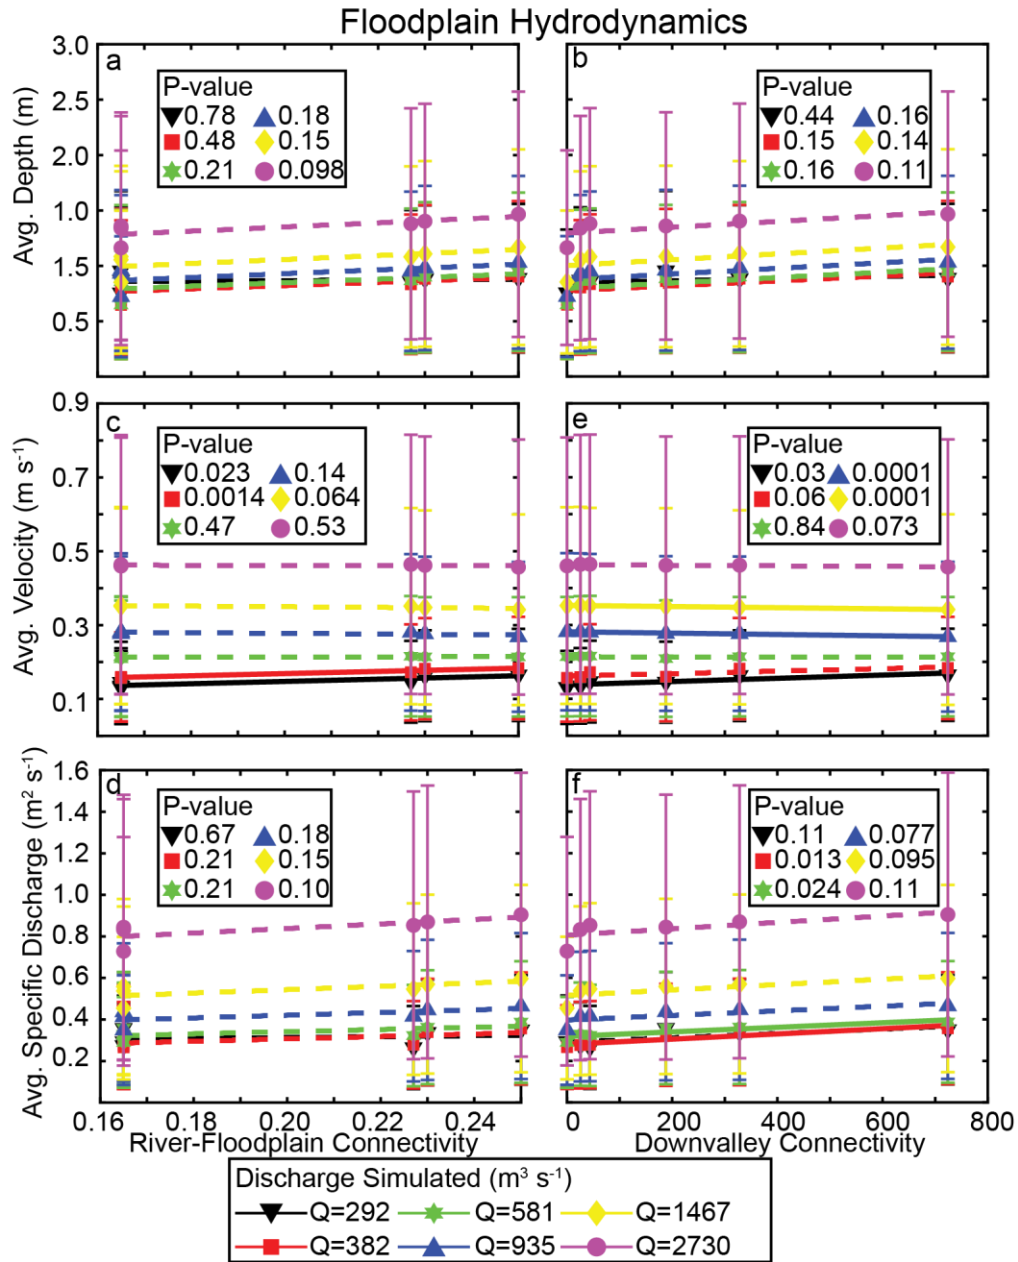 Floodplain Hydrodynamics
Avg. Depth (m)
3.0
2.5
2.0
1.0
1.5
0.5
a
P-value
0.78 0.18
0.48 0.15
0.21 0.098
b
P-value
0.44 0.16
0.15 0.14
0.16 0.11
Avg. Velocity (m s-1)
0.9
0.7
0.5
0.3
0.1
c
P-value
0.023 0.14
0.0014 0.064
0.47 0.53
e
P-value
0.03 0.0001
0.06 0.0001
0.84 0.073
Avg. Specific Discharge (m² s-1)
1.6
1.4
1.2
1.0
0.8
0.6
0.4
0.2
d
P-value
0.67 0.18
0.21 0.15
0.21 0.10
f
P-value
0.11 0.077
0.013 0.095
0.024 0.11
0.16 0.18 0.20 0.22 0.24
River-Floodplain Connectivity
0 200 400 600 800
Downvalley Connectivity
Discharge Simulated (m³ s-1)
Q=292 Q=581 Q=1467
Q=382 Q=935 Q=2730